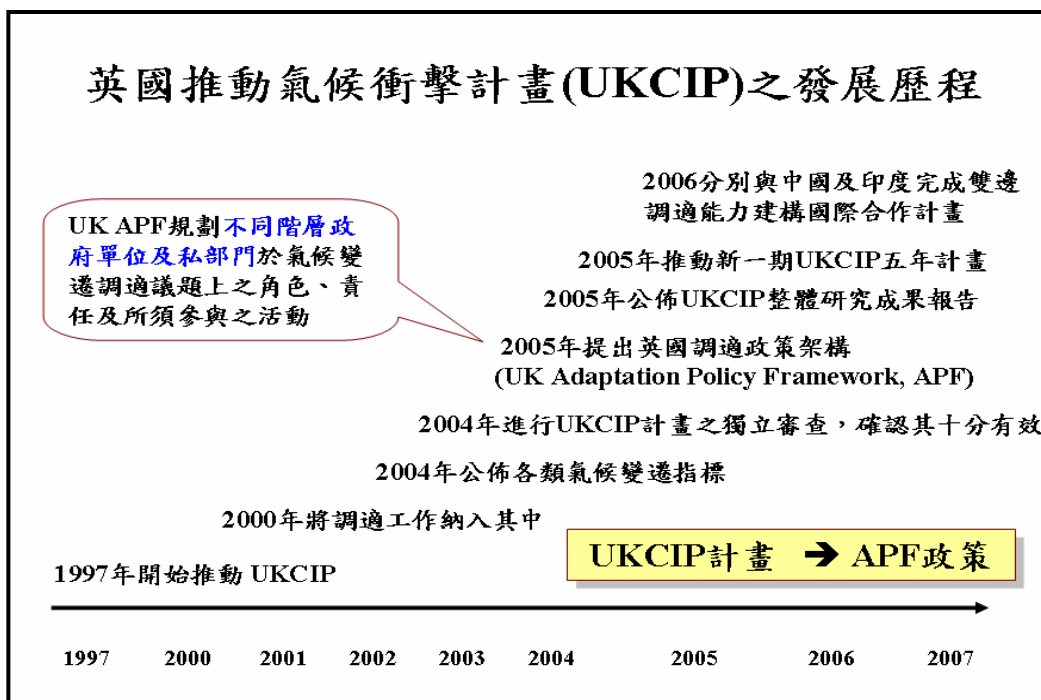 英國推動氣候衝擊計畫(UKCIP)之發展歷程
2006分別與中國及印度完成雙邊
調適能力建構國際合作計畫
UK APF規劃不同階層政
府單位及私部門於氣候變
遷調適議題上之角色、責
任及所須參與之活動
2005年推動新一期UKCIP五年計畫
2005年公佈UKCIP整體研究成果報告
2005年提出英國調適政策架構
(UK Adaptation Policy Framework, APF)
2004年進行UKCIP計畫之獨立審查，確認其十分有效
2004年公佈各類氣候變遷指標
2000年將調適工作納入其中
UKCIP計畫 ➔ APF政策
1997年開始推動 UKCIP
1997 2000 2001 2002 2003 2004 2005 2006 2007